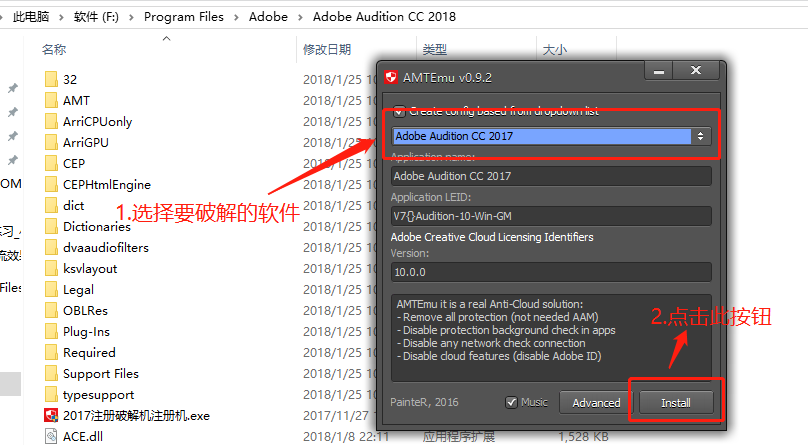 此电脑 > 软件 (F:) > Program Files > Adobe > Adobe Audition CC 2018
名称 修改日期 类型 大小
32 2018/1/25 10
AMT 2018/1/25 10
ArriCPUonly 2018/1/25 10
ArriGPU 2018/1/25
CEP 2018/1/25 10
CEPHtmlEngine 2018/1/25 10
dict 2018/1/25 10
Dictionaries 2018/1/25 10
dvaaudiofilters 2018/1/25 10
ksvlayout 2018/1/25 10
Legal 2018/1/25 10
OBLRes 2018/1/25 10
Plug-Ins 2018/1/25 10
Required 2018/1/25 10
Support Files 2018/1/25 10
typesupport 2018/1/25 10
2017注册破解机注册机.exe 2017/11/27
ACE.dll 2018/1/8 22:11 应用程序扩展 1,528 KB
OM
练习_
Files
1.选择要破解的软件
AMTEmu v0.9.2
Create config based from dropdown list
Adobe Audition CC 2017
Application name:
Adobe Audition CC 2017
Application LEID:
V7{}Audition-10-Win-GM
Adobe Creative Cloud Licensing Identifiers
Version:
10.0.0
AMTEmu it is a real Anti-Cloud solution:
- Remove all protection (not needed AAM)
- Disable protection background check in apps
- Disable any network check connection
- Disable cloud features (disable Adobe ID)
2.点击此按钮
PainteR, 2016 Music Advanced Install